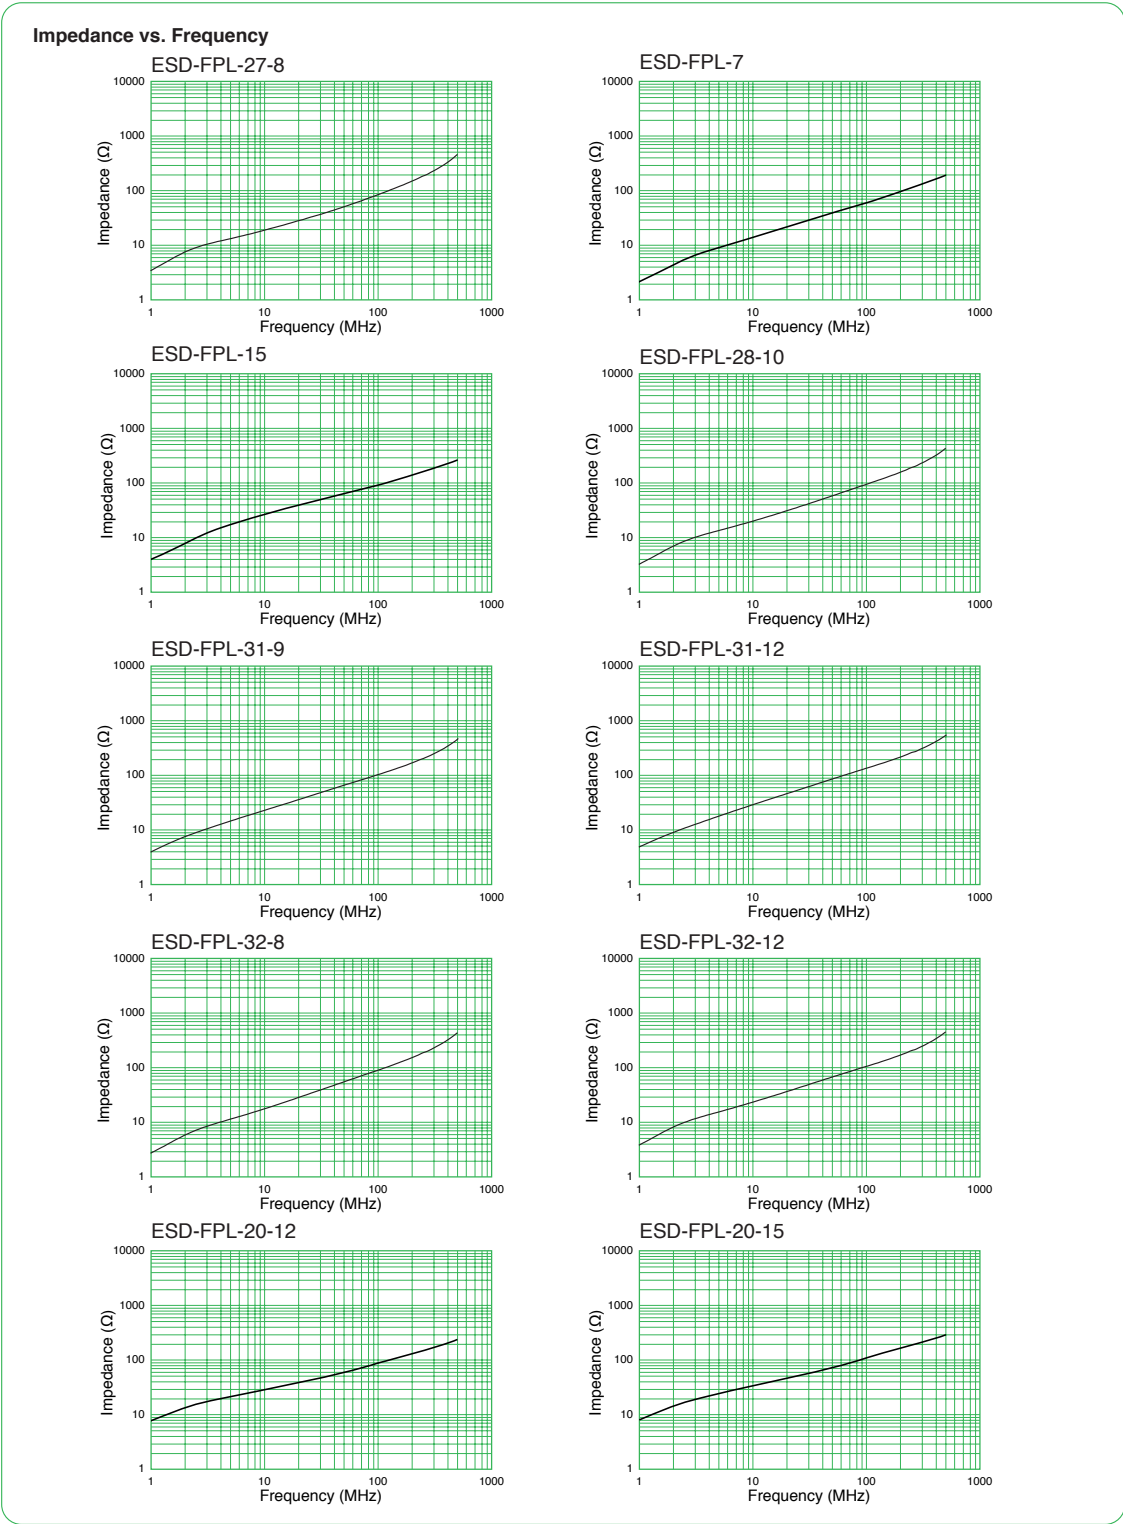 Impedance vs. Frequency
ESD-FPL-27-8
10000
1000
100
10
1
Impedance (Ω)
1 10 100 1000
Frequency (MHz)
ESD-FPL-7
10000
1000
100
10
1
Impedance (Ω)
1 10 100 1000
Frequency (MHz)
ESD-FPL-15
10000
1000
100
10
1
Impedance (Ω)
1 10 100 1000
Frequency (MHz)
ESD-FPL-28-10
10000
1000
100
10
1
Impedance (Ω)
1 10 100 1000
Frequency (MHz)
ESD-FPL-31-9
10000
1000
100
10
1
Impedance (Ω)
1 10 100 1000
Frequency (MHz)
ESD-FPL-31-12
10000
1000
100
10
1
Impedance (Ω)
1 10 100 1000
Frequency (MHz)
ESD-FPL-32-8
10000
1000
100
10
1
Impedance (Ω)
1 10 100 1000
Frequency (MHz)
ESD-FPL-32-12
10000
1000
100
10
1
Impedance (Ω)
1 10 100 1000
Frequency (MHz)
ESD-FPL-20-12
10000
1000
100
10
1
Impedance (Ω)
1 10 100 1000
Frequency (MHz)
ESD-FPL-20-15
10000
1000
100
10
1
Impedance (Ω)
1 10 100 1000
Frequency (MHz)